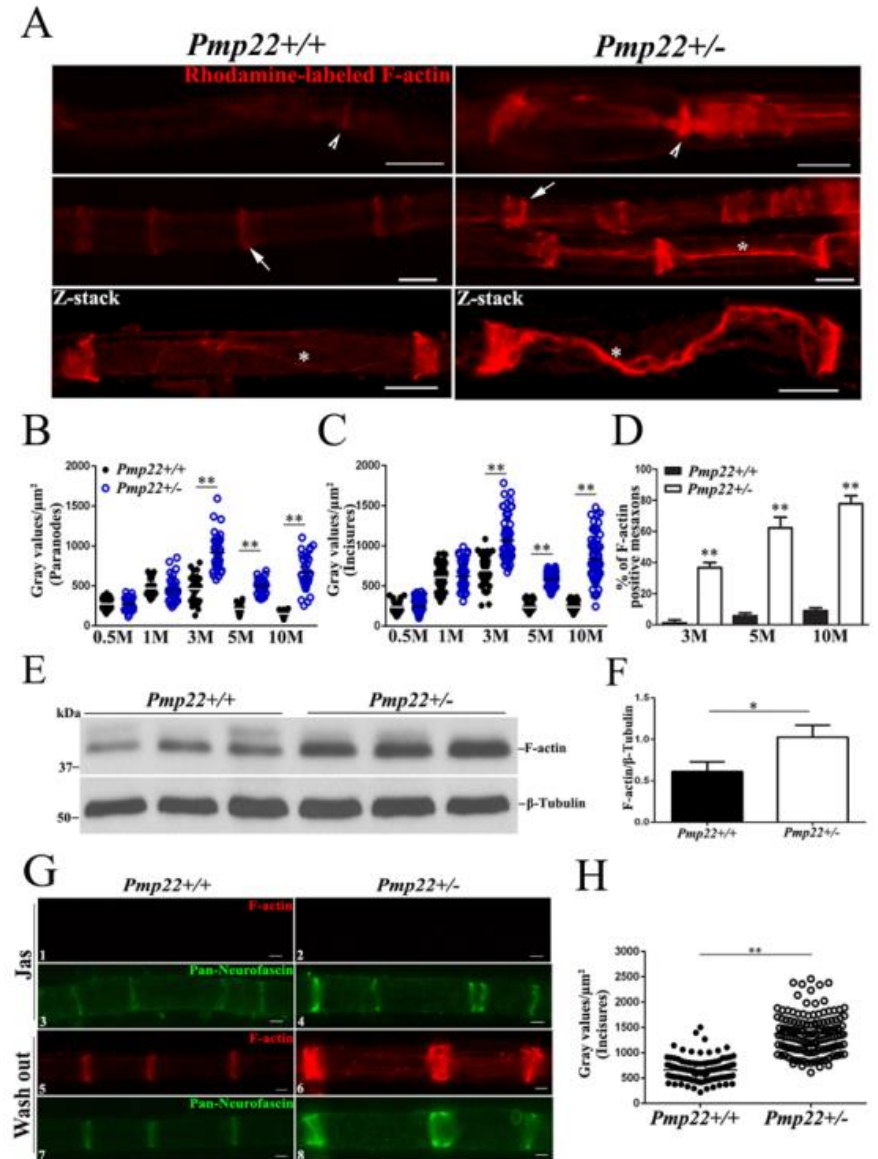 A
Pmp22+/+
Pmp22+/-
Rhodamine-labeled F-actin
*
Z-stack
*
Z-stack
*
B
Gray values/µm²
(Paranodes)
2000
1500
1000
500
0
Pmp22+/+
Pmp22+/-
**
**
**
0.5M 1M 3M 5M 10M
C
Gray values/µm²
(Incisures)
2000
1500
1000
500
0
**
**
**
0.5M 1M 3M 5M 10M
D
% of F-actin
positive mesaxons
100
80
60
40
20
0
Pmp22+/+
Pmp22+/-
**
**
**
3M 5M 10M
E
Pmp22+/+
Pmp22+/-
kDa
37
50
F-actin
β-Tubulin
F
F-actin/β-Tubulin
1.5
1.0
0.5
0.0
*
Pmp22+/+
Pmp22+/-
G
Pmp22+/+
Pmp22+/-
Jas
F-actin
1
2
Pan-Neurofascin
3
4
Wash out
F-actin
5
6
Pan-Neurofascin
7
8
H
Gray values/µm²
(Incisures)
3000
2500
2000
1500
1000
500
0
**
Pmp22+/+
Pmp22+/-